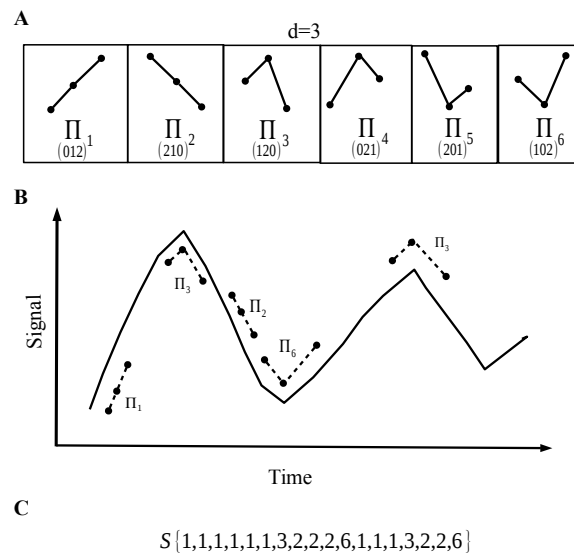 A
d=3
Π1 Π2 Π3 Π4 Π5 Π6
(012) (210) (120) (021) (201) (102)
B
Signal
Π1
Π3
Π2
Π6
Π3
Time
C
S{1,1,1,1,1,1,3,2,2,2,6,1,1,1,3,2,2,6}